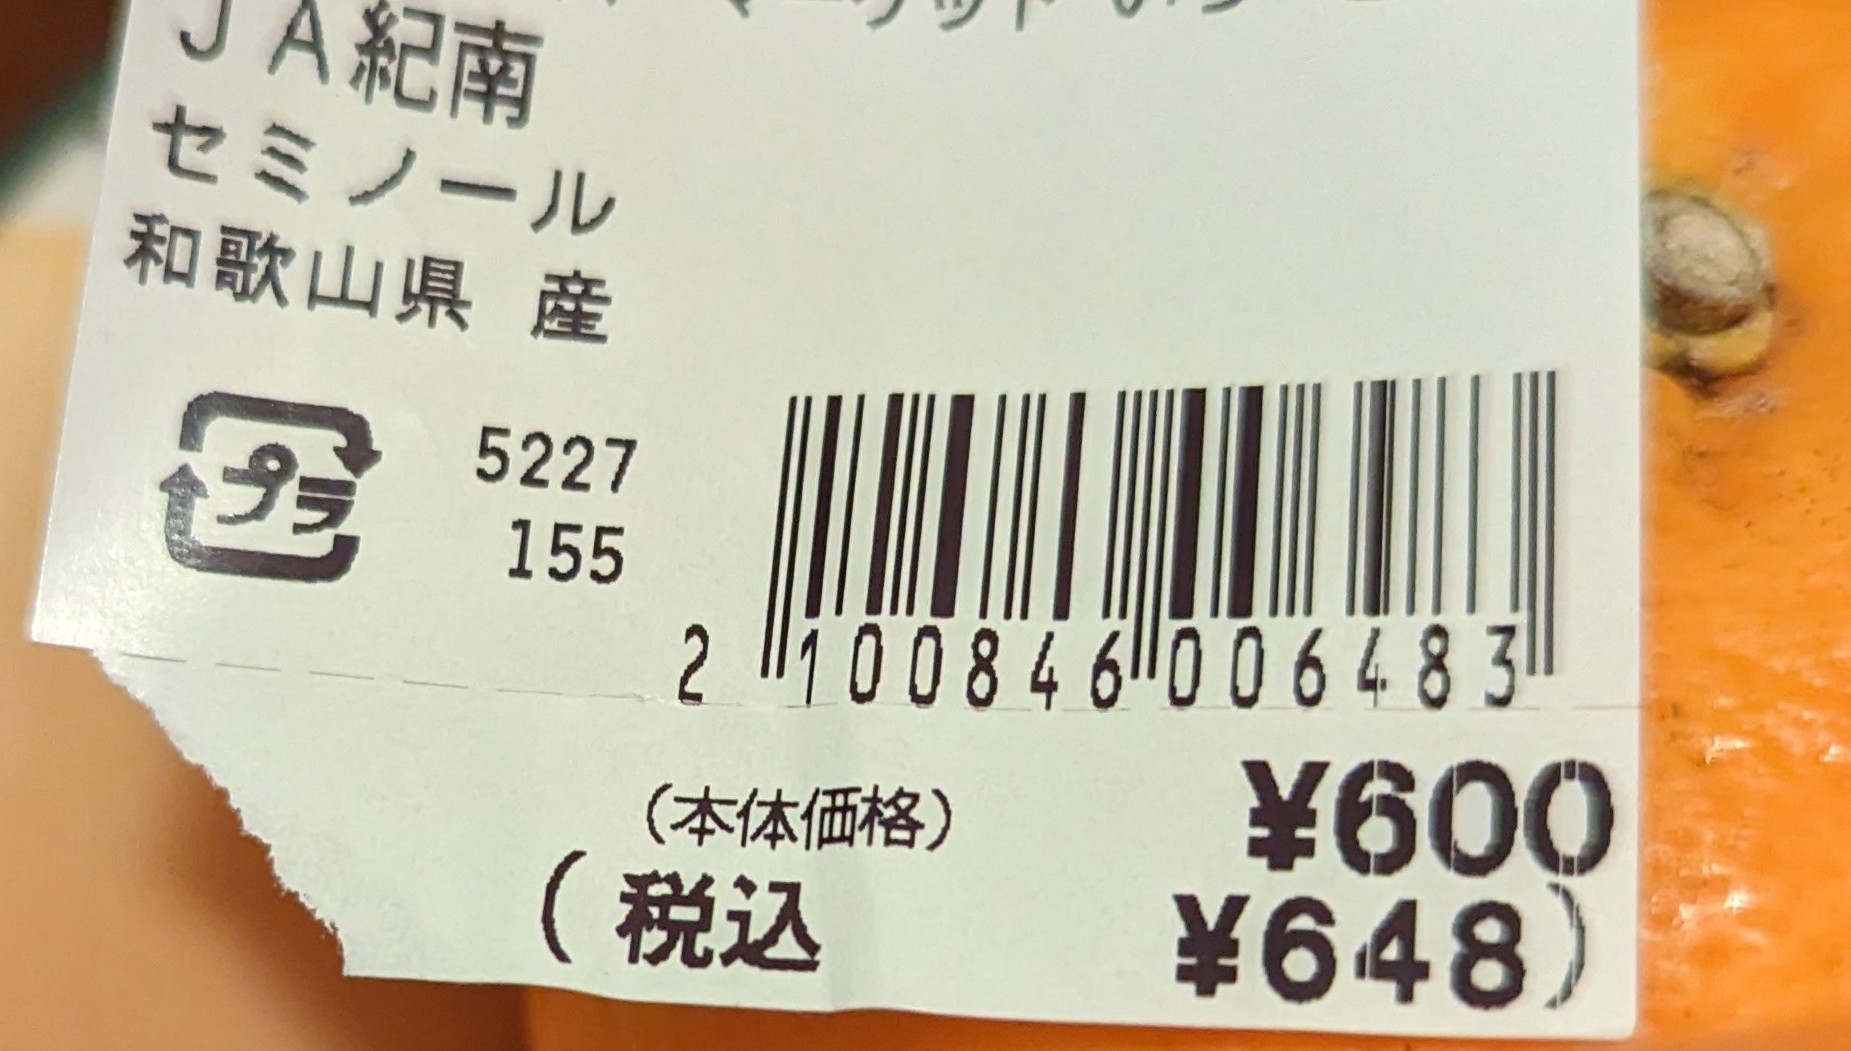 JA紀南
セミノール
和歌山県 産
プラ
5227
155
2 100846 006483
(本体価格) ¥600
(税込 ¥648)